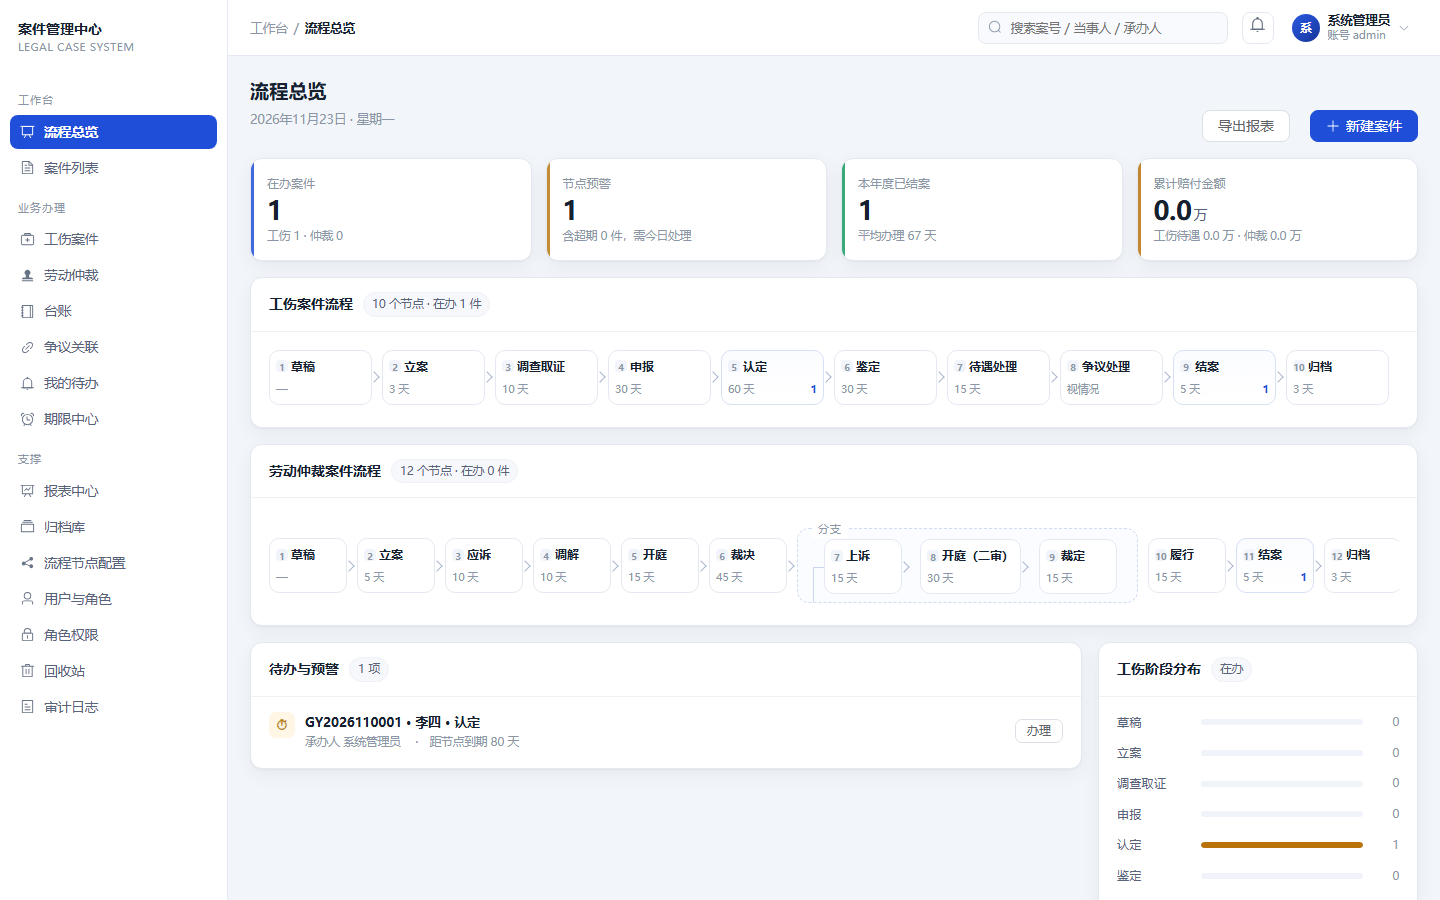 案件管理中心
LEGAL CASE SYSTEM
工作台
流程总览
案件列表
业务办理
工伤案件
劳动仲裁
台账
争议关联
我的待办
期限中心
支撑
报表中心
归档库
流程节点配置
用户与角色
角色权限
回收站
审计日志
工作台 / 流程总览
搜索案号 / 当事人 / 承办人
系 系统管理员
账号 admin
流程总览
2026年11月23日 · 星期一
导出报表
新建案件
在办案件
1
工伤 1 · 仲裁 0
节点预警
1
含超期 0 件，需今日处理
本年度已结案
1
平均办理 67 天
累计赔付金额
0.0万
工伤待遇 0.0 万 · 仲裁 0.0 万
工伤案件流程 10 个节点 · 在办 1 件
1 草稿
—
2 立案
3 天
3 调查取证
10 天
4 申报
30 天
5 认定
60 天 1
6 鉴定
30 天
7 待遇处理
15 天
8 争议处理
视情况
9 结案
5 天 1
10 归档
3 天
劳动仲裁案件流程 12 个节点 · 在办 0 件
1 草稿
—
2 立案
5 天
3 应诉
10 天
4 调解
10 天
5 开庭
15 天
6 裁决
45 天
分支
7 上诉
15 天
8 开庭（二审）
30 天
9 裁定
15 天
10 履行
15 天
11 结案
5 天 1
12 归档
3 天
待办与预警 1 项
GY2026110001 • 李四 • 认定
承办人 系统管理员 · 距节点到期 80 天
办理
工伤阶段分布 在办
草稿 0
立案 0
调查取证 0
申报 0
认定 1
鉴定 0